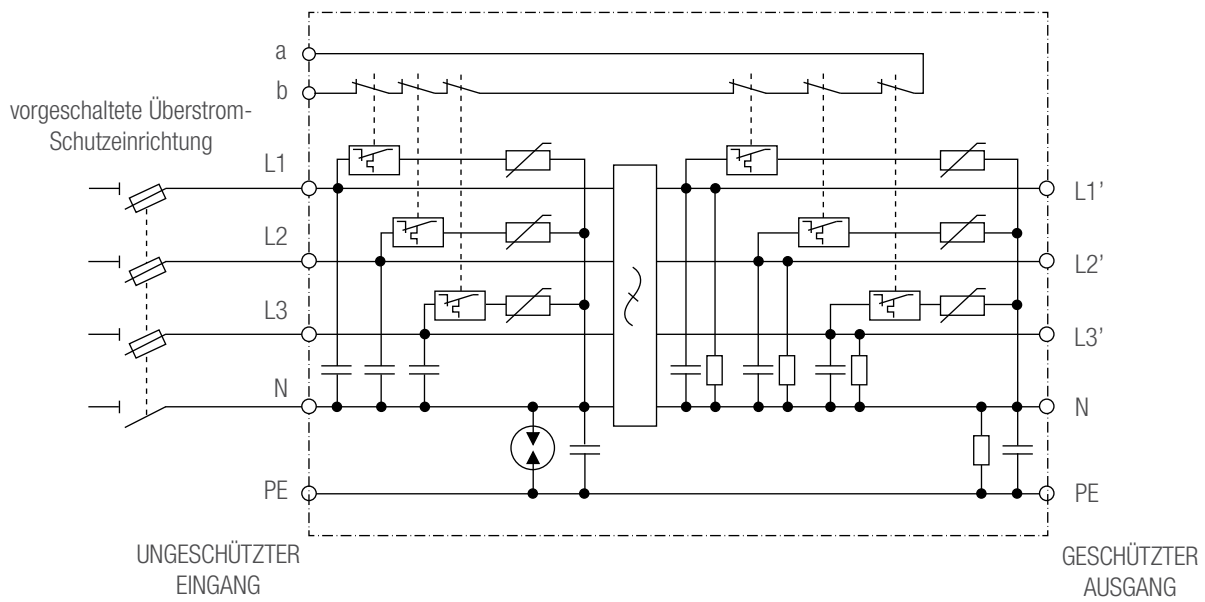 a
b
vorgeschaltete Überstrom-
Schutzeinrichtung
L1
L1’
L2
L2’
L3
L3’
N
N
PE
PE
UNGESCHÜTZTER
EINGANG
GESCHÜTZTER
AUSGANG